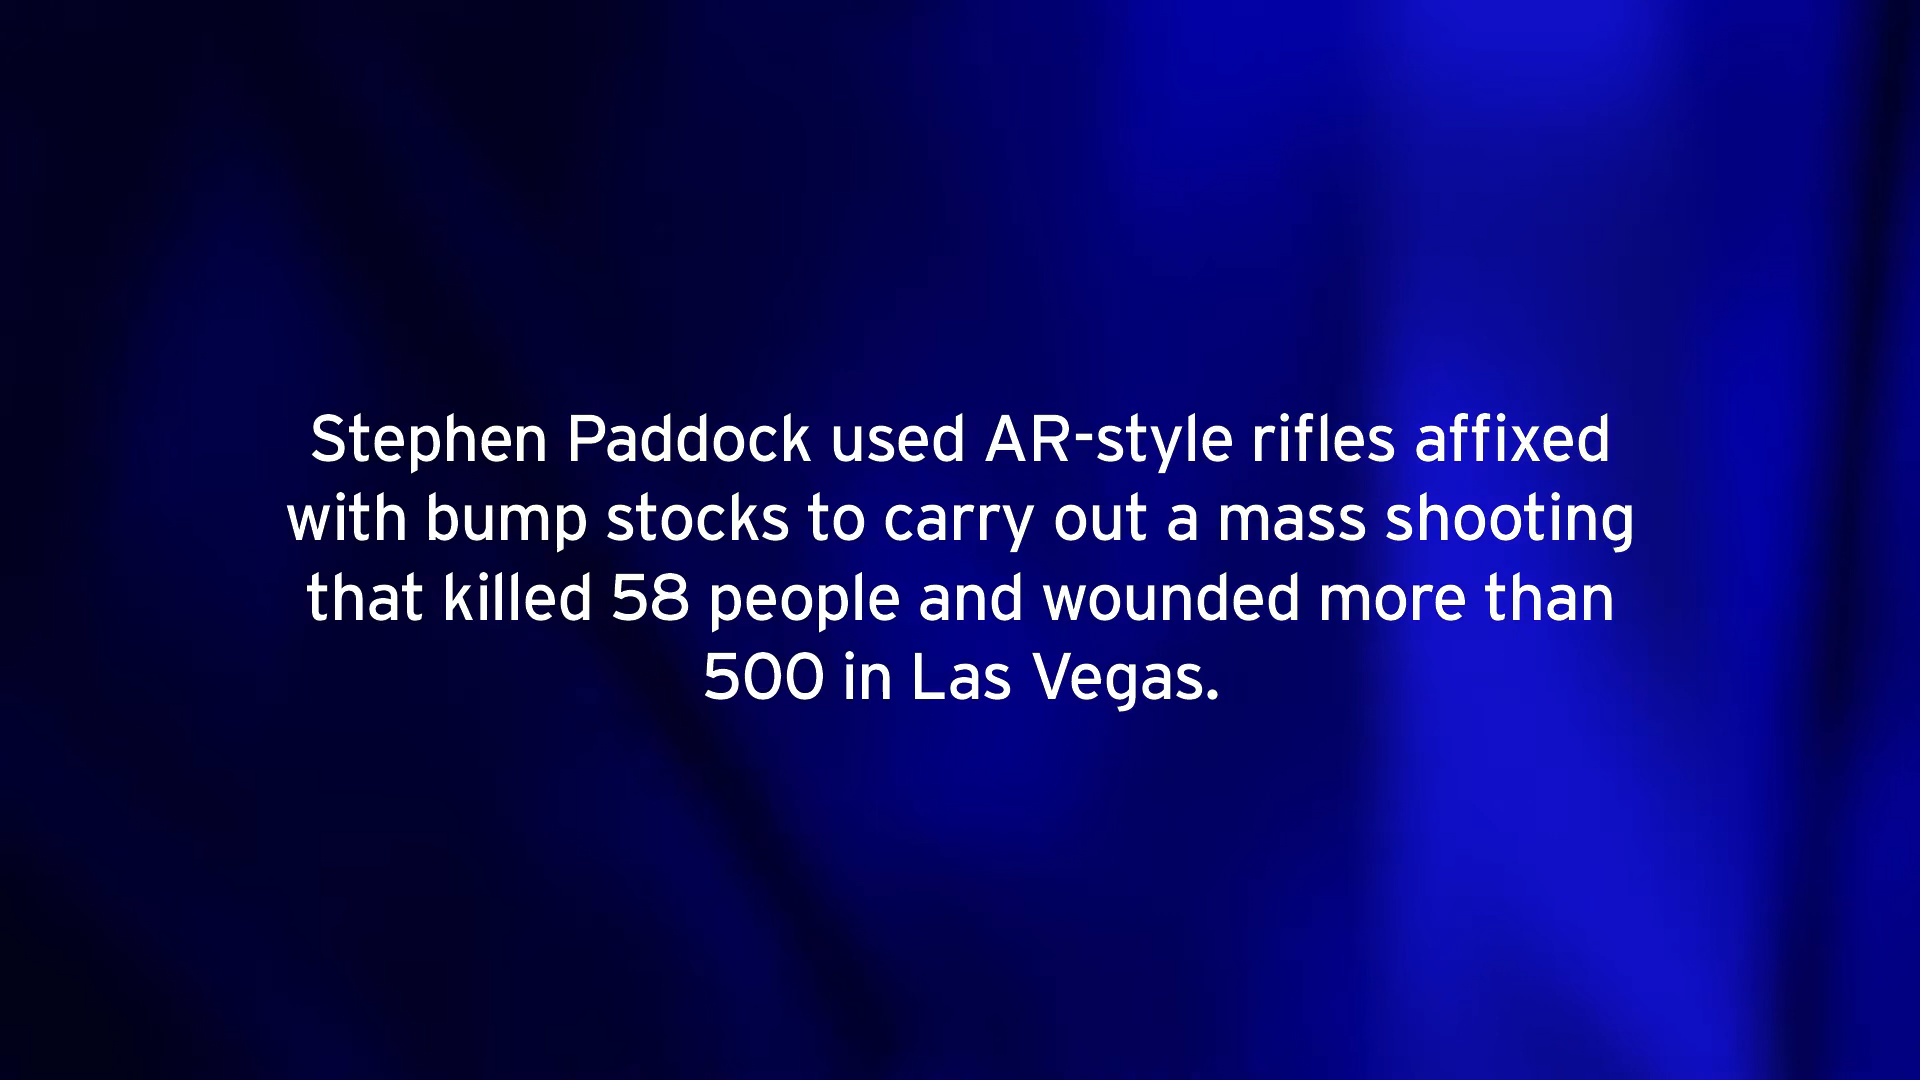 Stephen Paddock used AR-style rifles affixed
with bump stocks to carry out a mass shooting
that killed 58 people and wounded more than
500 in Las Vegas.